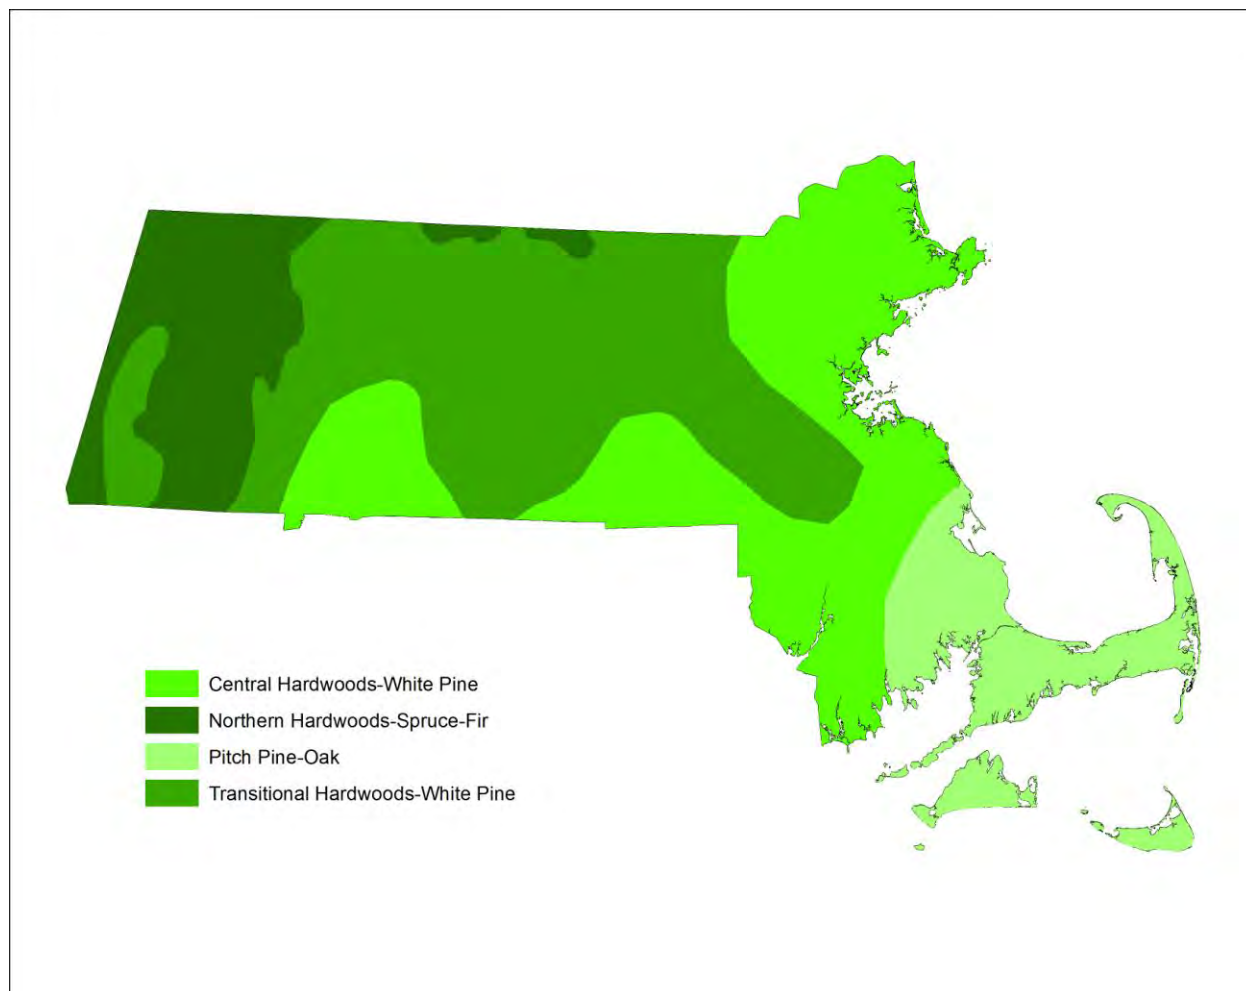 Central Hardwoods-White Pine
Northern Hardwoods-Spruce-Fir
Pitch Pine-Oak
Transitional Hardwoods-White Pine